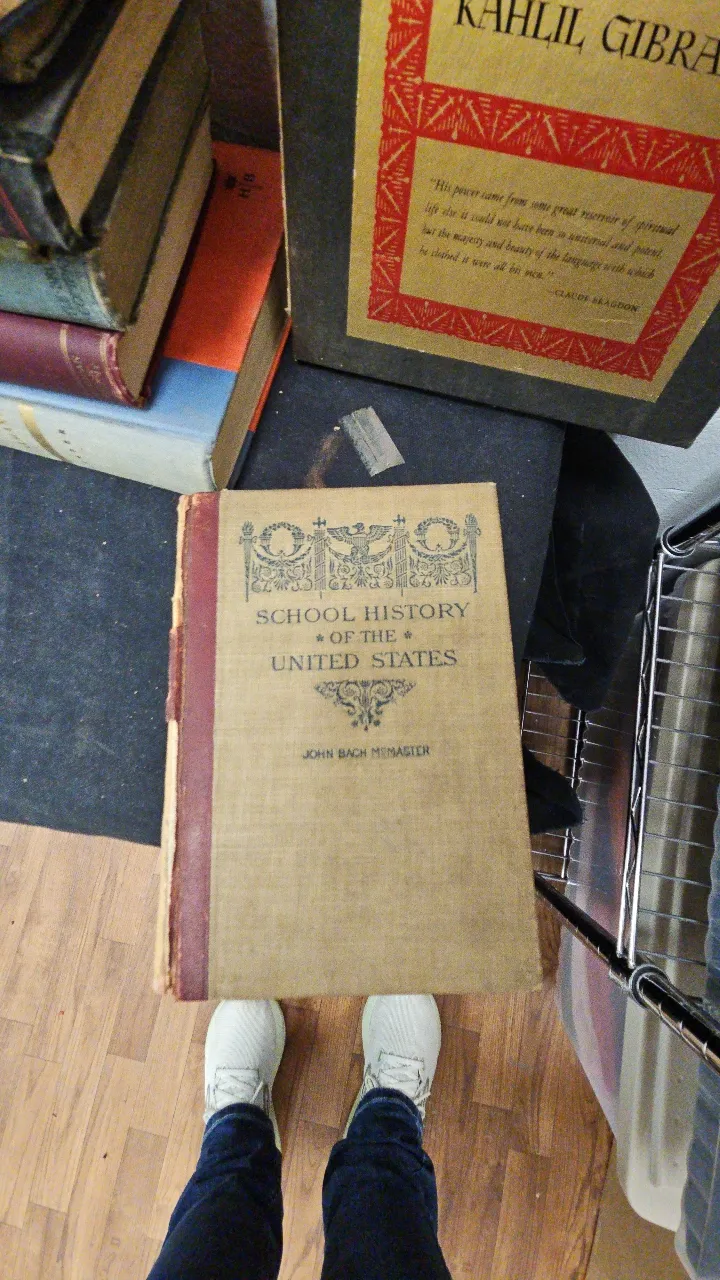 KAHLIL GIBRA
"His power came from some great reservoir of spiritual
life else it could not have been so universal and potent,
but the majesty and beauty of the language with which
he clothed it were all his own."
—CLAUDE BRAGDON
H B
SCHOOL HISTORY
* OF THE *
UNITED STATES
JOHN BACH McMASTER